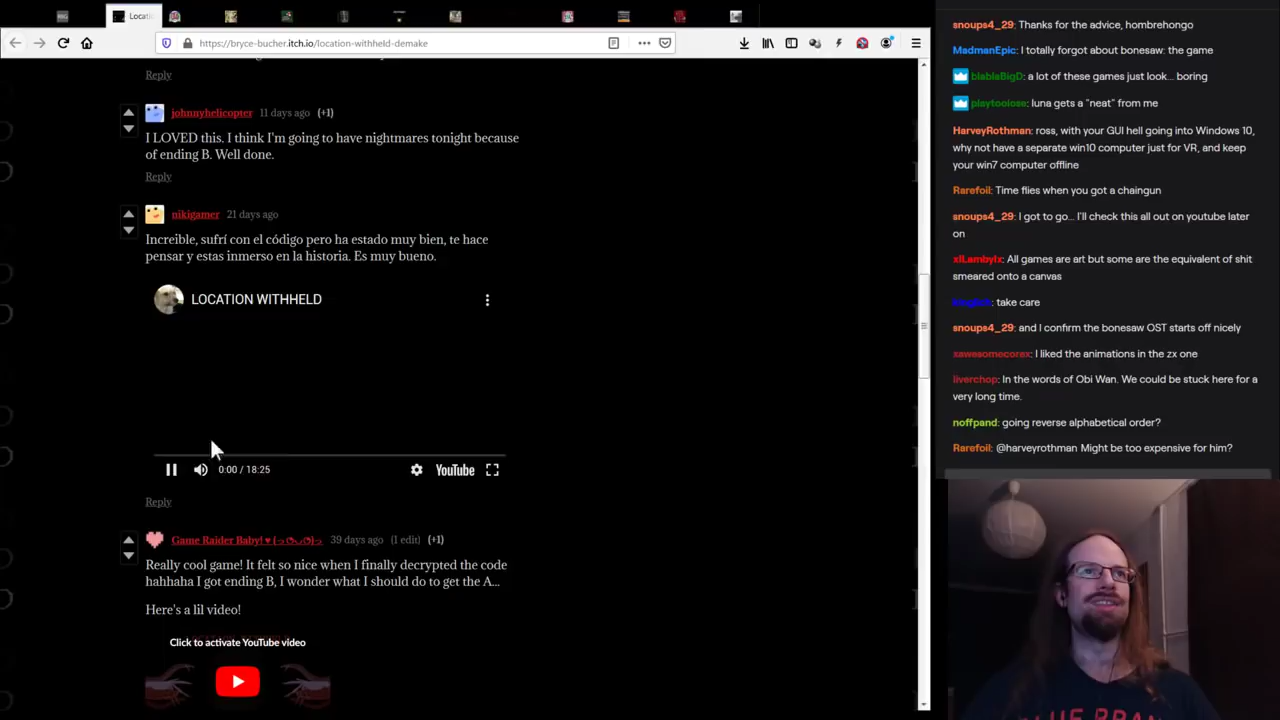 Locatio
https://bryce-bucher.itch.io/location-withheld-demake
Reply
johnnyhelicopter 11 days ago (+1)
I LOVED this. I think I'm going to have nightmares tonight because
of ending B. Well done.
Reply
nikigamer 21 days ago
Increible, sufrí con el código pero ha estado muy bien, te hace
pensar y estas inmerso en la historia. Es muy bueno.
LOCATION WITHHELD
0:00 / 18:25
YouTube
Reply
Game Raider Baby! ♥ 39 days ago (1 edit) (+1)
Really cool game! It felt so nice when I finally decrypted the code
hahhaha I got ending B, I wonder what I should do to get the A...
Here's a lil video!
Click to activate YouTube video
snoups4_29: Thanks for the advice, hombrehongo
MadmanEpic: I totally forgot about bonesaw: the game
blablaBigD: a lot of these games just look... boring
playtoolose: luna gets a "neat" from me
HarveyRothman: ross, with your GUI hell going into Windows 10,
why not have a separate win10 computer just for VR, and keep
your win7 computer offline
Rarefoil: Time flies when you got a chaingun
snoups4_29: I got to go... I'll check this all out on youtube later
on
xlLambylx: All games are art but some are the equivalent of shit
smeared onto a canvas
: take care
snoups4_29: and I confirm the bonesaw OST starts off nicely
xawesomecorex: I liked the animations in the zx one
liverchop: In the words of Obi Wan. We could be stuck here for a
very long time.
noffpand: going reverse alphabetical order?
Rarefoil: @harveyrothman Might be too expensive for him?
BLUE BRAN